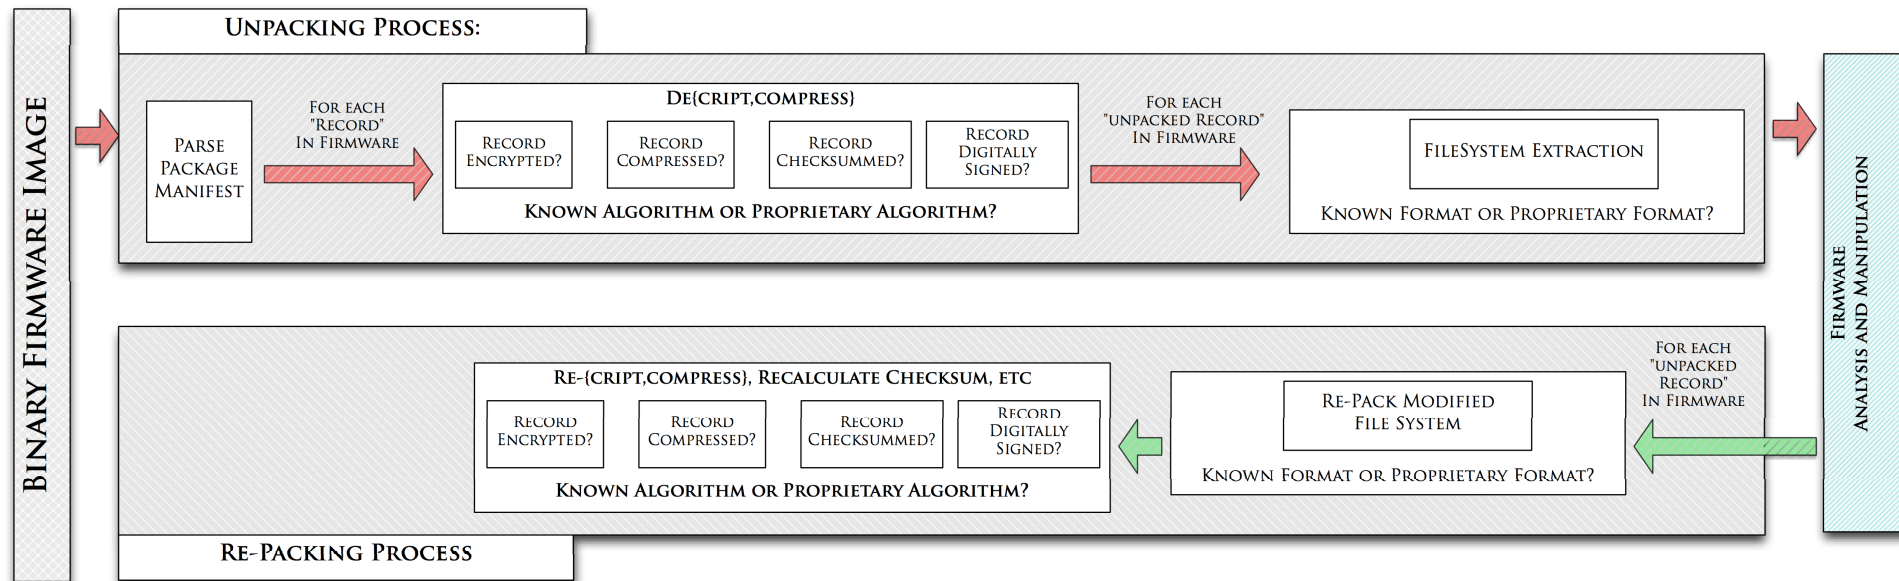 BINARY FIRMWARE IMAGE
UNPACKING PROCESS:
PARSE
PACKAGE
MANIFEST
FOR EACH
"RECORD"
IN FIRMWARE
DE{CRIPT,COMPRESS}
RECORD
ENCRYPTED?
RECORD
COMPRESSED?
RECORD
CHECKSUMMED?
RECORD
DIGITALLY
SIGNED?
KNOWN ALGORITHM OR PROPRIETARY ALGORITHM?
FOR EACH
"UNPACKED RECORD"
IN FIRMWARE
FILESYSTEM EXTRACTION
KNOWN FORMAT OR PROPRIETARY FORMAT?
FIRMWARE
ANALYSIS AND MANIPULATION
FOR EACH
"UNPACKED
RECORD"
IN FIRMWARE
RE-PACK MODIFIED
FILE SYSTEM
KNOWN FORMAT OR PROPRIETARY FORMAT?
RE-{CRIPT,COMPRESS}, RECALCULATE CHECKSUM, ETC
RECORD
ENCRYPTED?
RECORD
COMPRESSED?
RECORD
CHECKSUMMED?
RECORD
DIGITALLY
SIGNED?
KNOWN ALGORITHM OR PROPRIETARY ALGORITHM?
RE-PACKING PROCESS